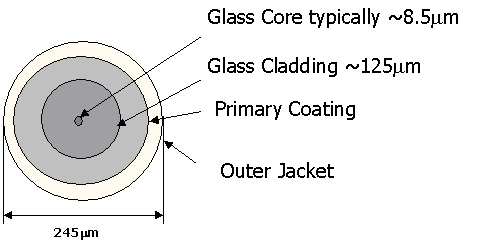 Glass Core typically ~8.5µm
Glass Cladding ~125µm
Primary Coating
Outer Jacket
245µm